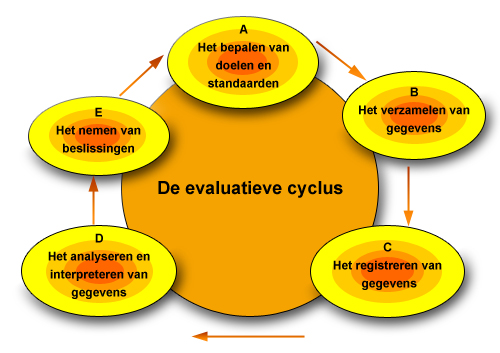 A
Het bepalen van
doelen en
standaarden
B
Het verzamelen van
gegevens
C
Het registreren van
gegevens
D
Het analyseren en
interpreteren van
gegevens
E
Het nemen van
beslissingen
De evaluatieve cyclus